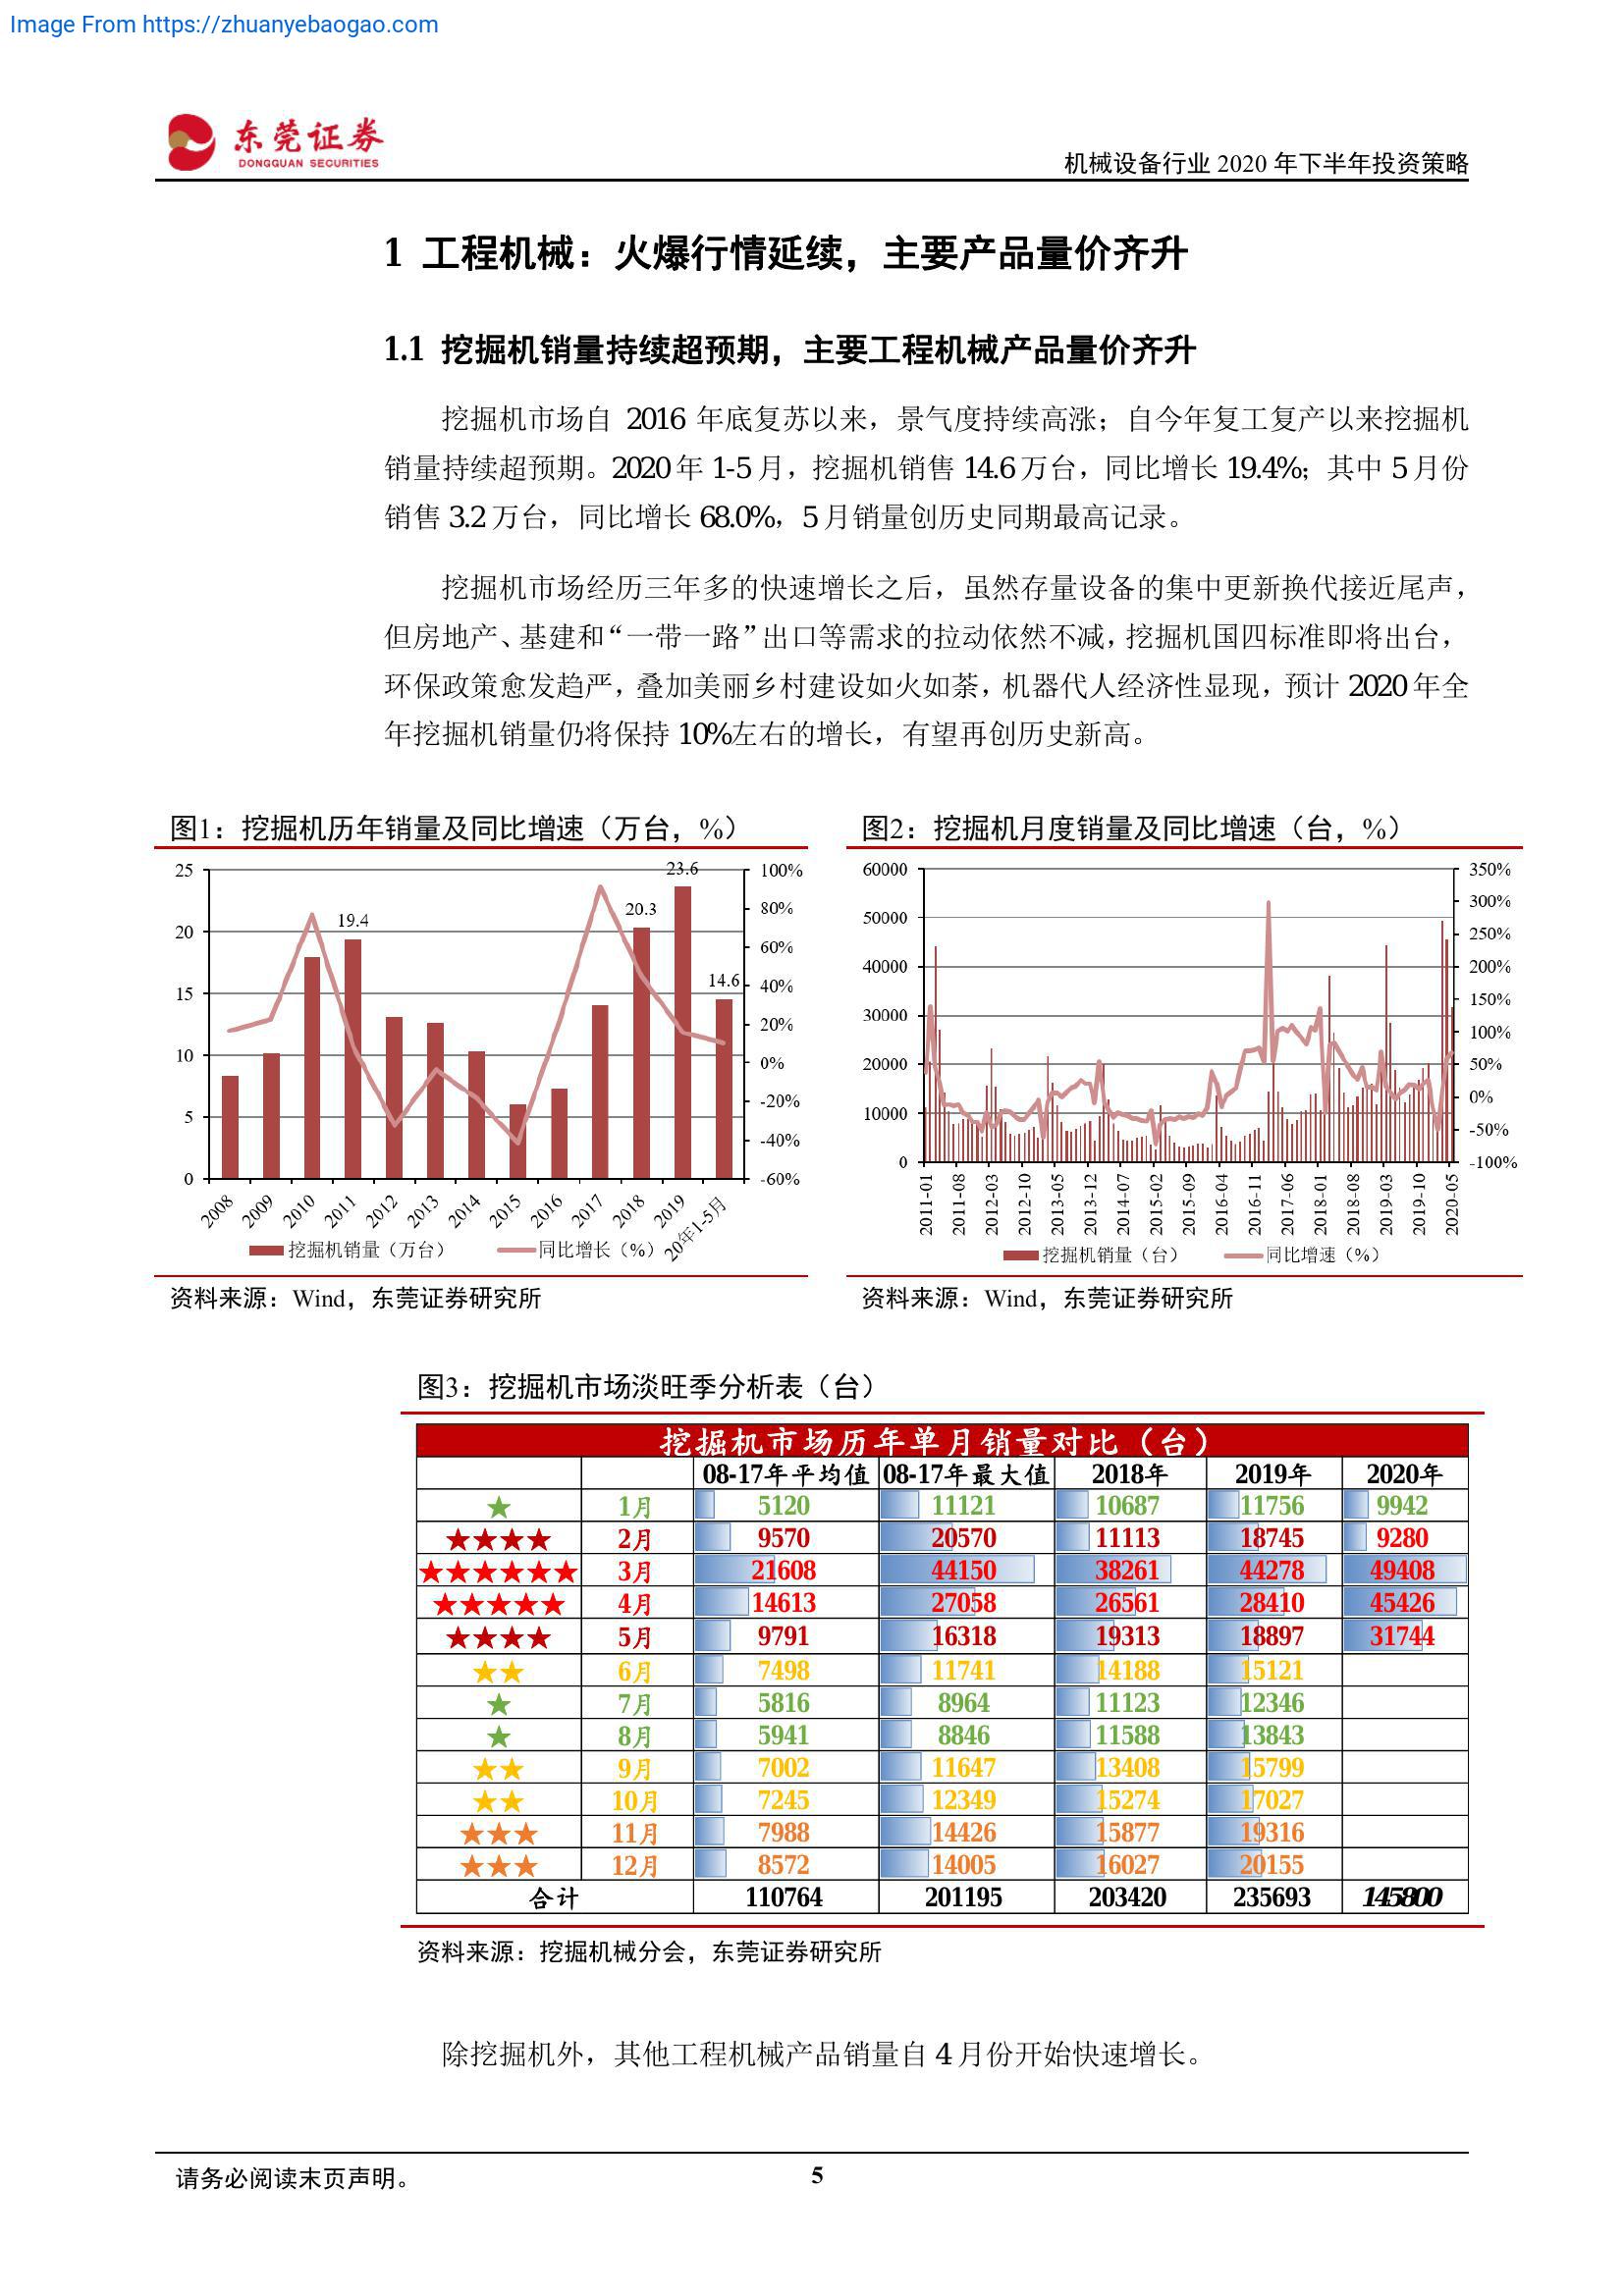 Image From https://zhuanyebaogao.com
东莞证券
DONGGUAN SECURITIES
机械设备行业 2020 年下半年投资策略
1 工程机械：火爆行情延续，主要产品量价齐升
1.1 挖掘机销量持续超预期，主要工程机械产品量价齐升
挖掘机市场自 2016 年底复苏以来，景气度持续高涨；自今年复工复产以来挖掘机
销量持续超预期。2020 年 1-5 月，挖掘机销售 14.6 万台，同比增长 19.4%；其中 5 月份
销售 3.2 万台，同比增长 68.0%，5 月销量创历史同期最高记录。
挖掘机市场经历三年多的快速增长之后，虽然存量设备的集中更新换代接近尾声，
但房地产、基建和“一带一路”出口等需求的拉动依然不减，挖掘机国四标准即将出台，
环保政策愈发趋严，叠加美丽乡村建设如火如荼，机器代人经济性显现，预计 2020 年全
年挖掘机销量仍将保持 10%左右的增长，有望再创历史新高。
图1：挖掘机历年销量及同比增速（万台，%）
25
20
15
10
5
0
100%
80%
60%
40%
20%
0%
-20%
-40%
-60%
19.4
20.3
23.6
14.6
2008 2009 2010 2011 2012 2013 2014 2015 2016 2017 2018 2019 20年1-5月
挖掘机销量（万台） 同比增长（%）
资料来源：Wind，东莞证券研究所
图2：挖掘机月度销量及同比增速（台，%）
60000
50000
40000
30000
20000
10000
0
350%
300%
250%
200%
150%
100%
50%
0%
-50%
-100%
2011-01 2011-08 2012-03 2012-10 2013-05 2013-12 2014-07 2015-02 2015-09 2016-04 2016-11 2017-06 2018-01 2018-08 2019-03 2019-10 2020-05
挖掘机销量（台） 同比增速（%）
资料来源：Wind，东莞证券研究所
图3：挖掘机市场淡旺季分析表（台）
挖掘机市场历年单月销量对比（台）
08-17年平均值 08-17年最大值 2018年 2019年 2020年
★ 1月 5120 11121 10687 11756 9942
★★★★ 2月 9570 20570 11113 18745 9280
★★★★★★ 3月 21608 44150 38261 44278 49408
★★★★★ 4月 14613 27058 26561 28410 45426
★★★★ 5月 9791 16318 19313 18897 31744
★★ 6月 7498 11741 14188 15121
★ 7月 5816 8964 11123 12346
★ 8月 5941 8846 11588 13843
★★ 9月 7002 11647 13408 15799
★★ 10月 7245 12349 15274 17027
★★★ 11月 7988 14426 15877 19316
★★★ 12月 8572 14005 16027 20155
合计 110764 201195 203420 235693 145800
资料来源：挖掘机械分会，东莞证券研究所
除挖掘机外，其他工程机械产品销量自 4 月份开始快速增长。
请务必阅读末页声明。
5